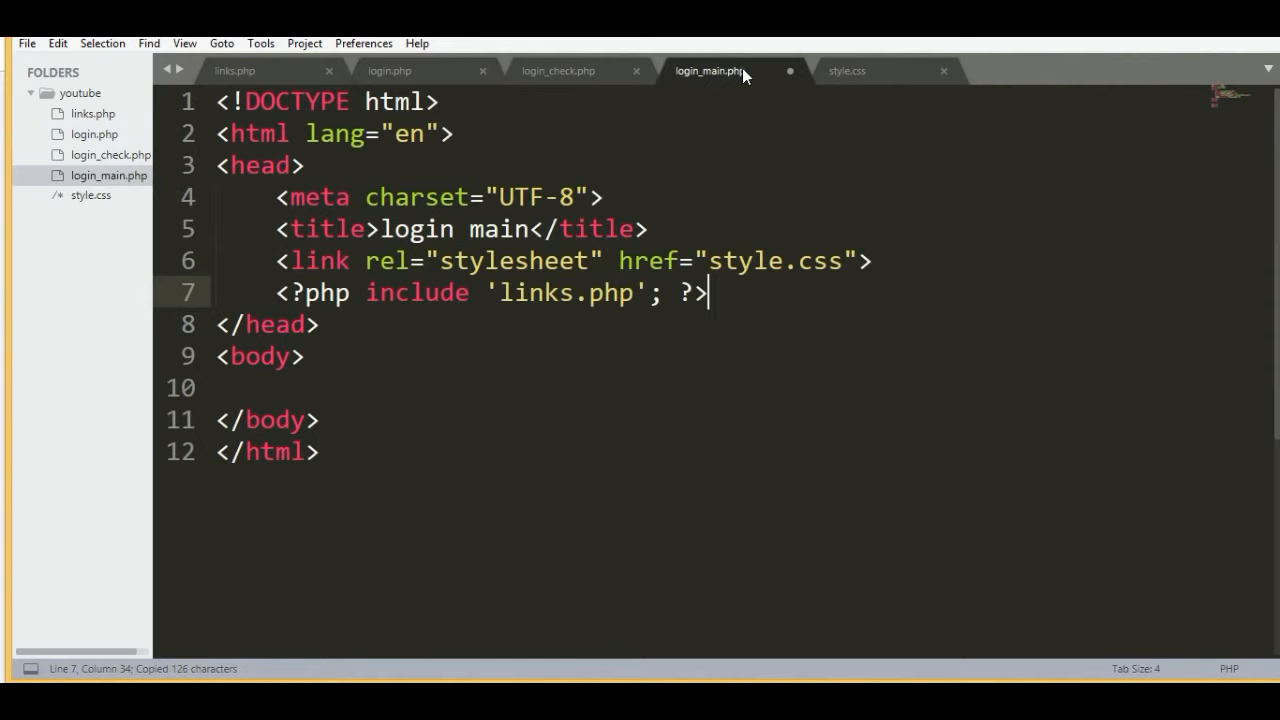 File Edit Selection Find View Goto Tools Project Preferences Help
FOLDERS
youtube
links.php
login.php
login_check.php
login_main.php
/* style.css
links.php × login.php × login_check.php × login_main.php style.css ×
1 <!DOCTYPE html>
2 <html lang="en">
3 <head>
4 <meta charset="UTF-8">
5 <title>login main</title>
6 <link rel="stylesheet" href="style.css">
7 <?php include 'links.php'; ?>
8 </head>
9 <body>
10
11 </body>
12 </html>
Line 7, Column 34; Copied 126 characters Tab Size: 4 PHP